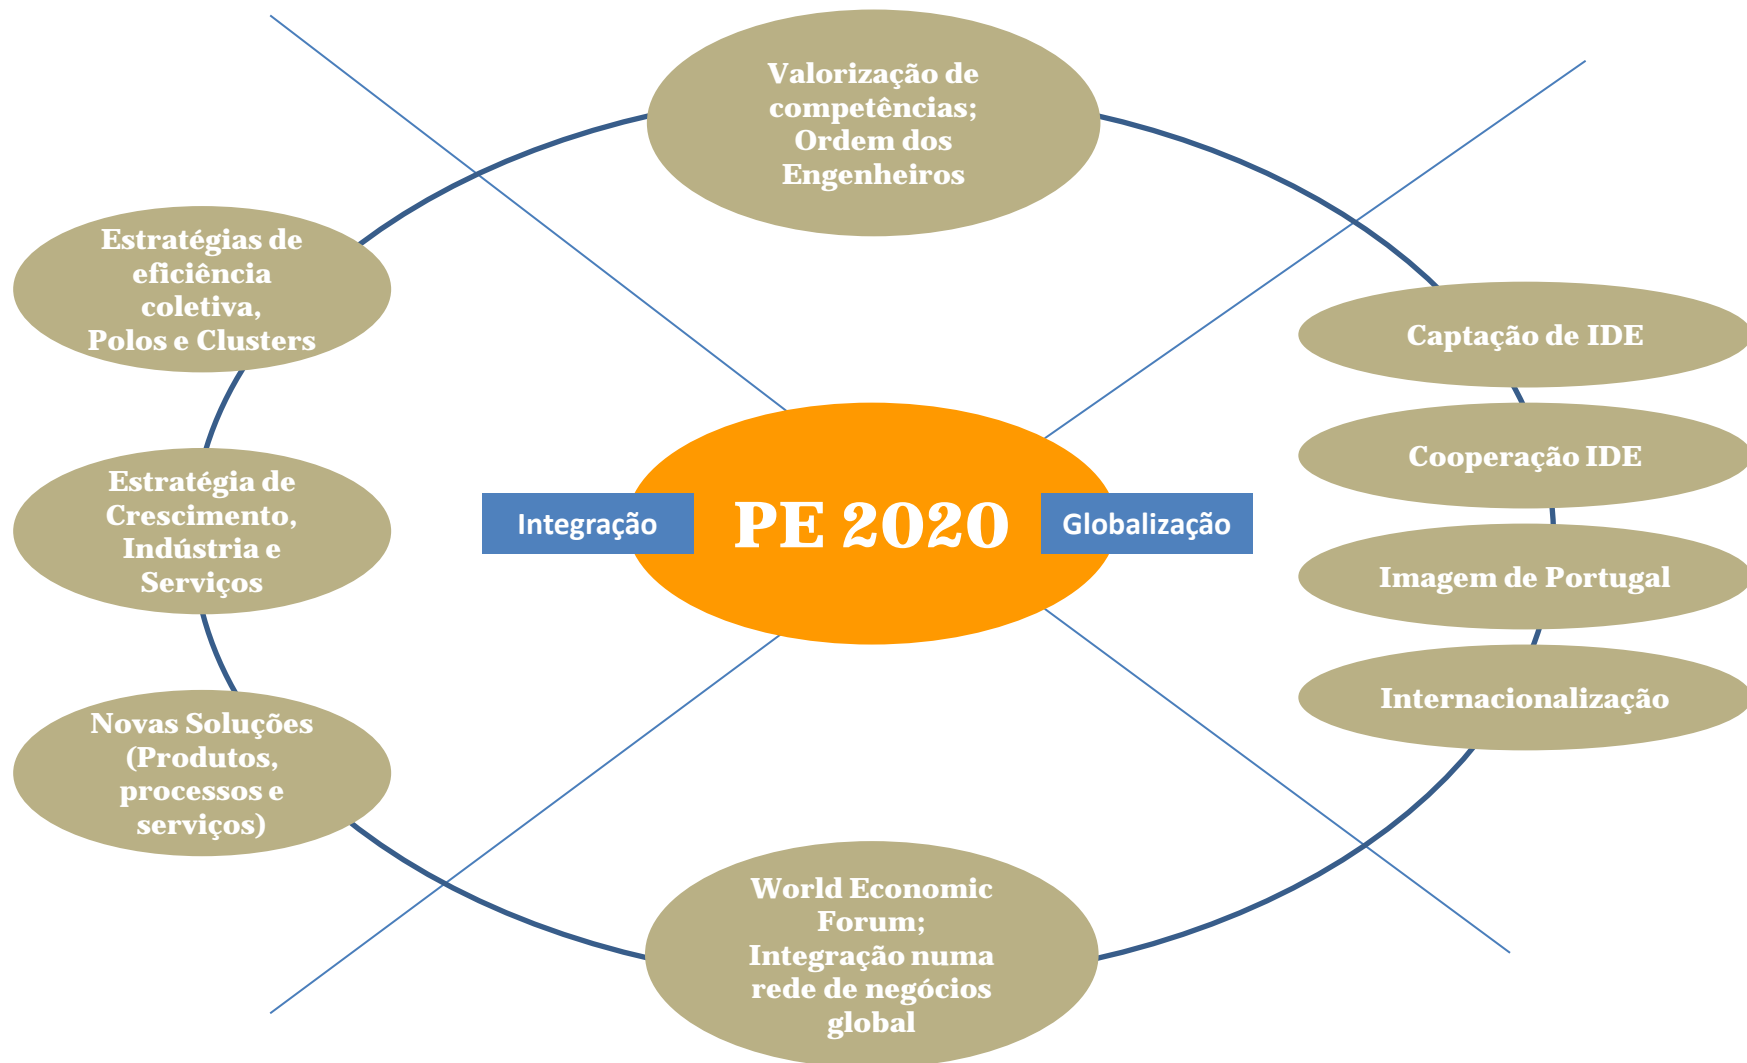 Valorização de
competências;
Ordem dos
Engenheiros
Estratégias de
eficiência
coletiva,
Polos e Clusters
Captação de IDE
Cooperação IDE
Estratégia de
Crescimento,
Indústria e
Serviços
Integração
PE 2020
Globalização
Imagem de Portugal
Internacionalização
Novas Soluções
(Produtos,
processos e
serviços)
World Economic
Forum;
Integração numa
rede de negócios
global